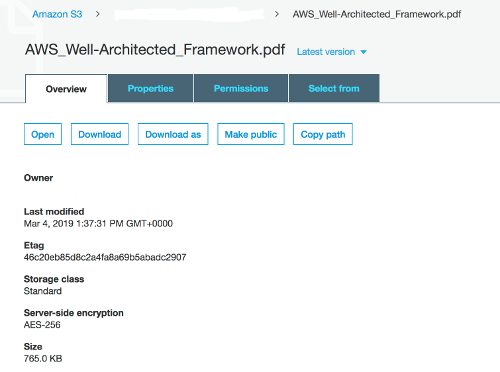 Amazon S3 > > AWS_Well-Architected_Framework.pdf
AWS_Well-Architected_Framework.pdf Latest version
Overview Properties Permissions Select from
Open Download Download as Make public Copy path
Owner
Last modified
Mar 4, 2019 1:37:31 PM GMT+0000
Etag
46c20eb85d8c2a4fa8a69b5abadc2907
Storage class
Standard
Server-side encryption
AES-256
Size
765.0 KB